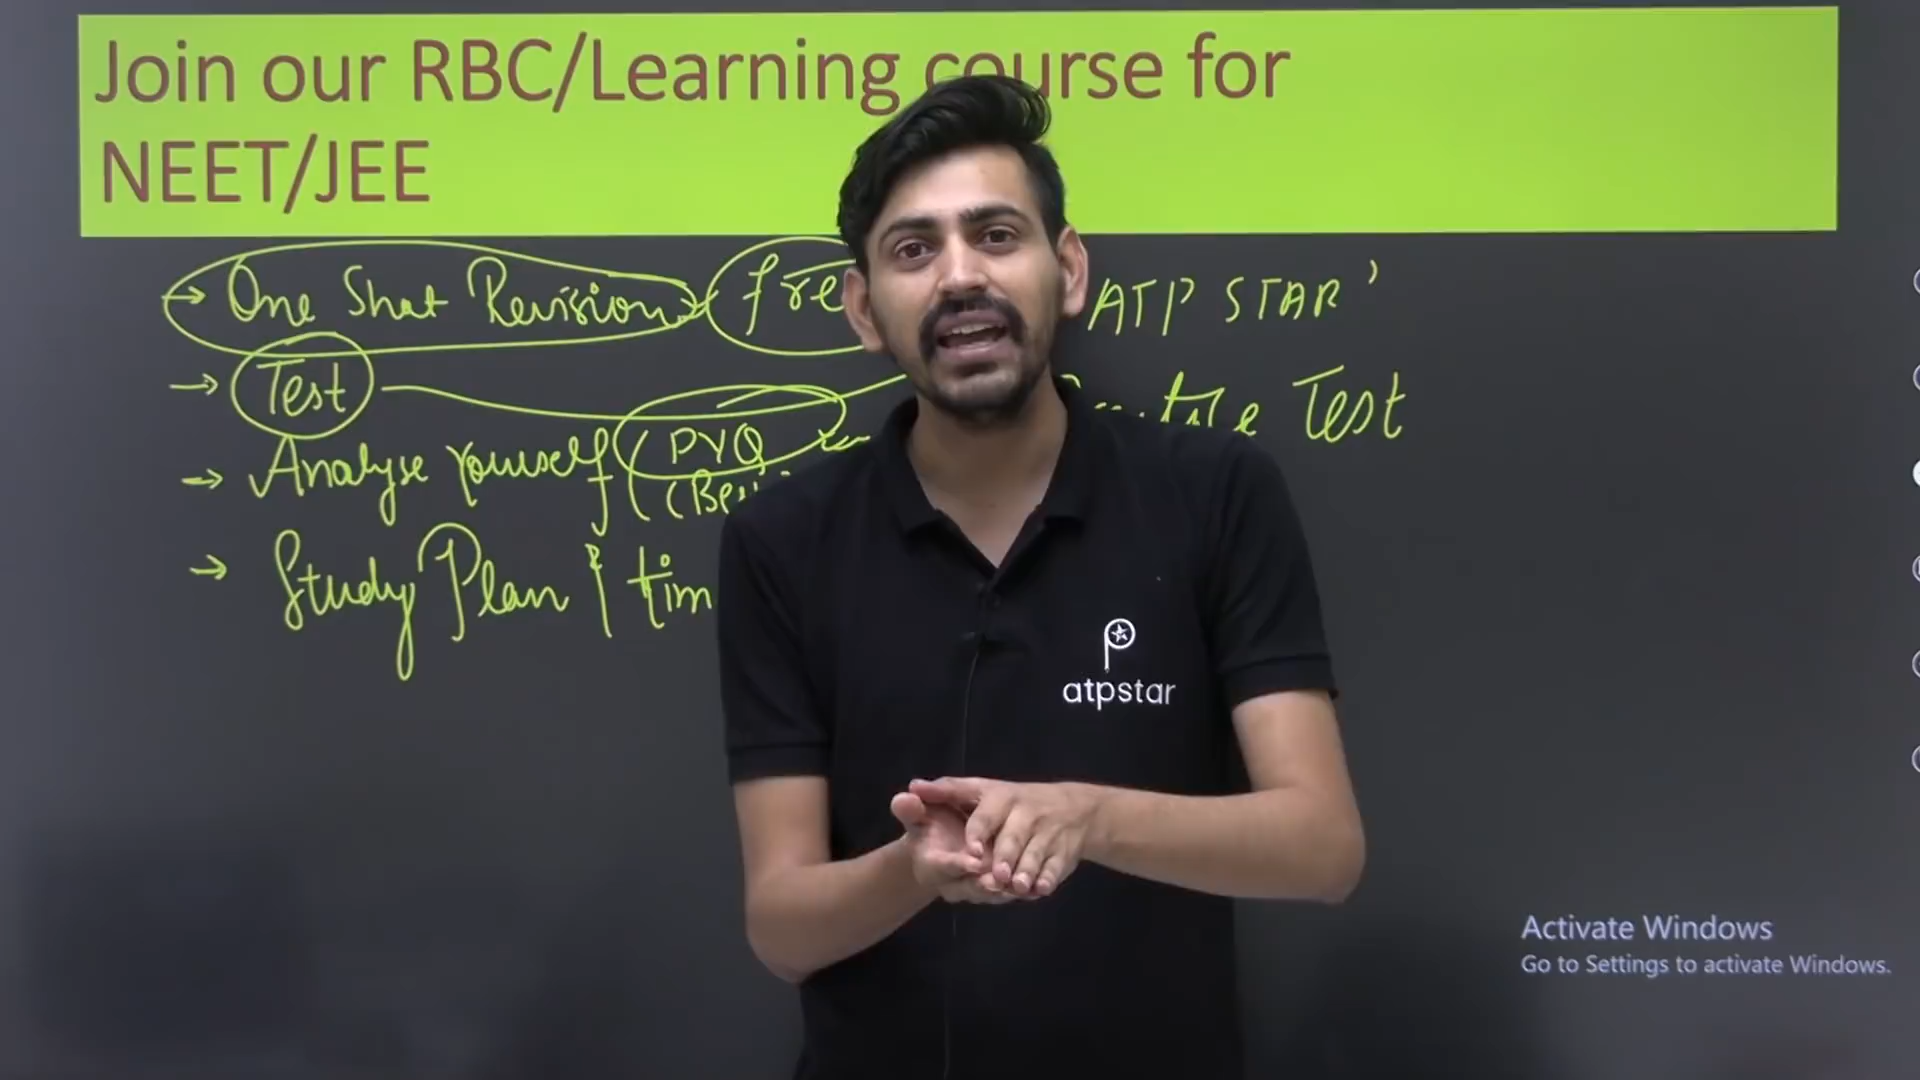 Join our RBC/Learning course for
NEET/JEE
→ One Shot Revision → free ATP STAR'
→ Test Test
→ Analyse yourself ( PYQ
→ Study Plan &
atpstar
Activate Windows
Go to Settings to activate Windows.